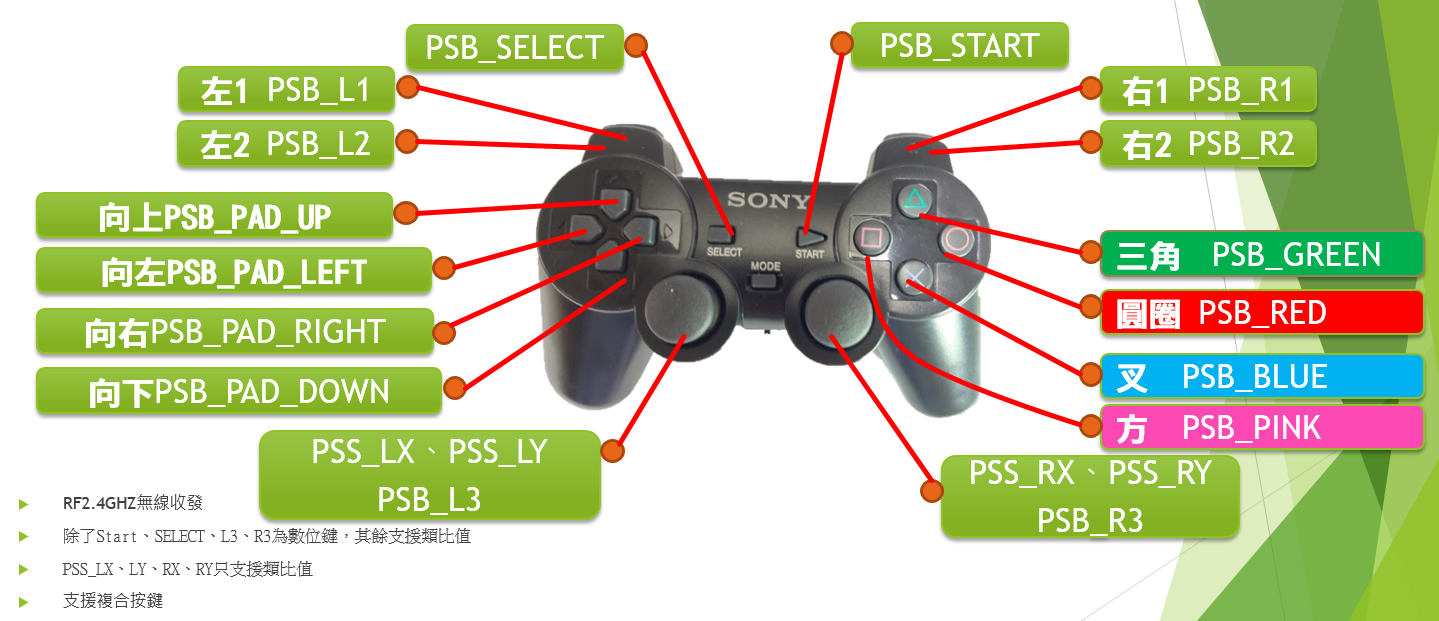 PSB_SELECT
PSB_START
左1 PSB_L1
右1 PSB_R1
左2 PSB_L2
右2 PSB_R2
向上PSB_PAD_UP
SONY
向左PSB_PAD_LEFT
SELECT
START
MODE
三角 PSB_GREEN
圓圈 PSB_RED
向右PSB_PAD_RIGHT
向下PSB_PAD_DOWN
叉 PSB_BLUE
方 PSB_PINK
PSS_LX、PSS_LY
PSB_L3
PSS_RX、PSS_RY
PSB_R3
RF2.4GHZ無線收發
除了Start、SELECT、L3、R3為數位鍵，其餘支援類比值
PSS_LX、LY、RX、RY只支援類比值
支援複合按鍵